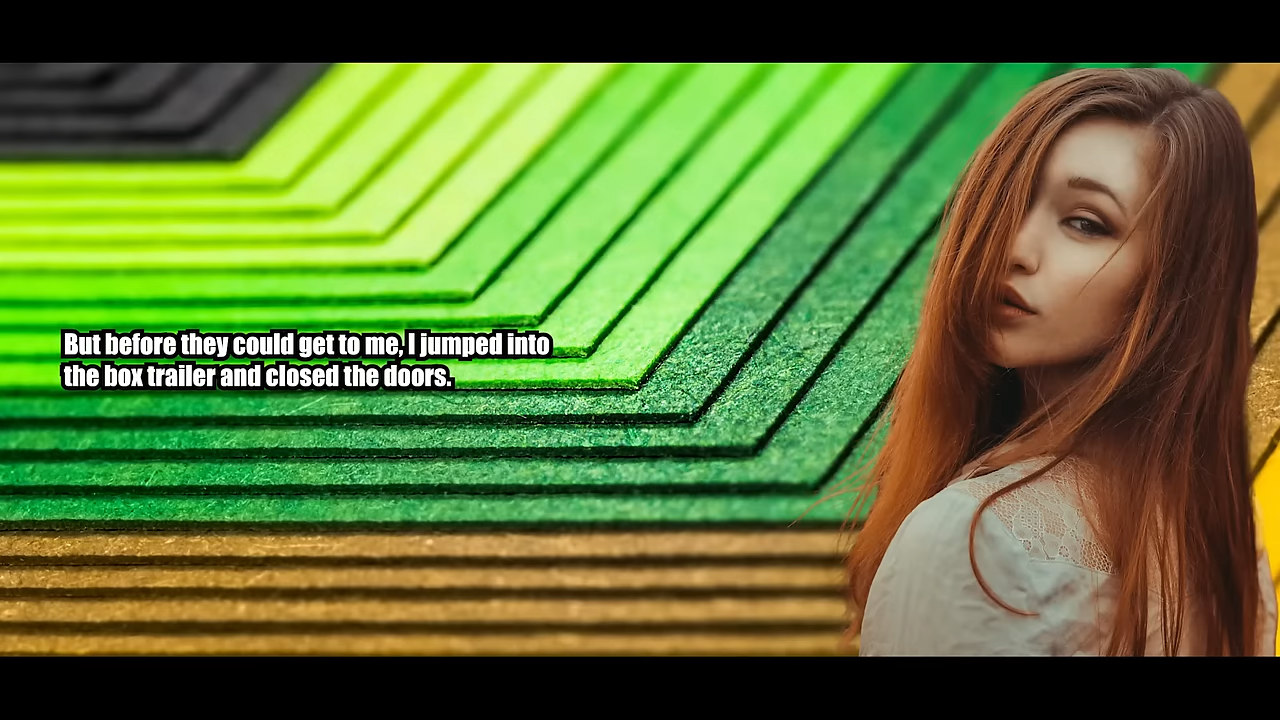 But before they could get to me, I jumped into
the box trailer and closed the doors.